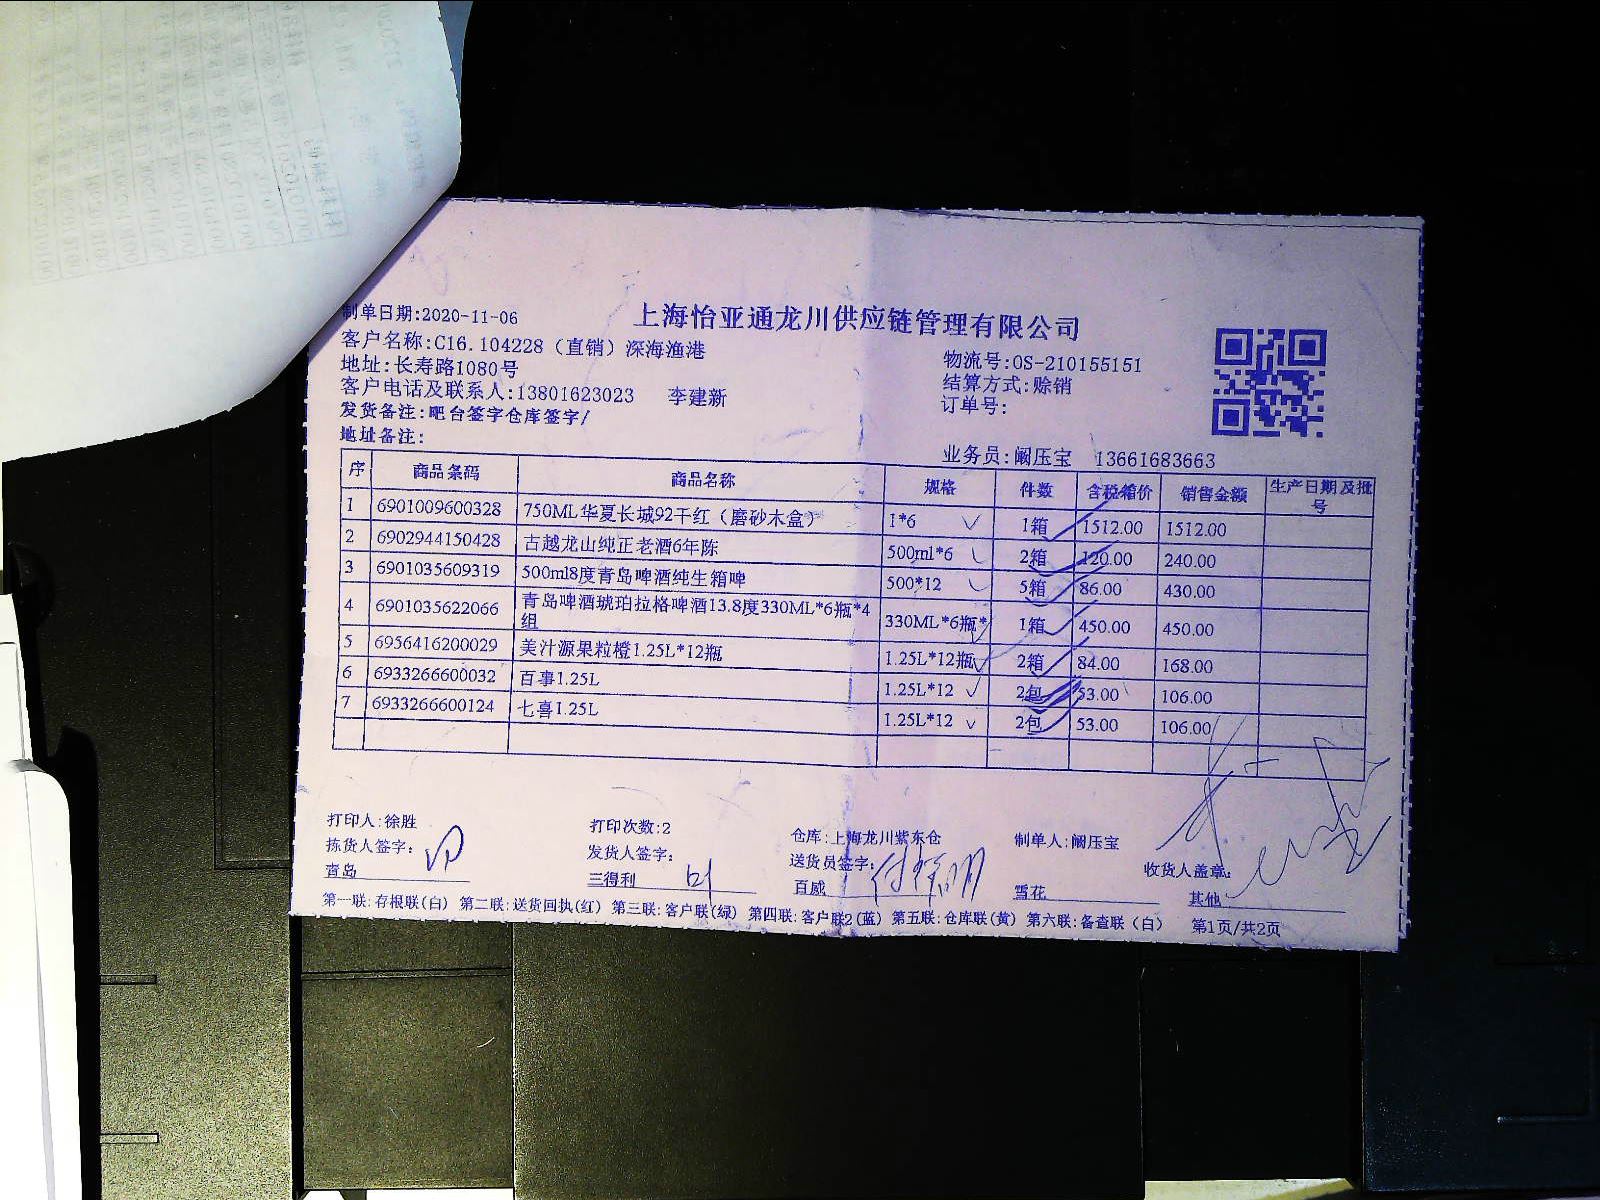 上海怡亚通龙川供应链管理有限公司
制单日期:2020-11-06
客户名称:C16.104228（直销）深海渔港
物流号:OS-210155151
地址:长寿路1080号
结算方式:赊销
客户电话及联系人:13801623023 李建新
订单号:
发货备注:吧台签字仓库签字/
地址备注:
业务员:阚压宝 13661683663
序 商品条码 商品名称 规格 件数 含税箱价 销售金额 生产日期及批号
1 6901009600328 750ML华夏长城92干红（磨砂木盒） 1*6 1箱 1512.00 1512.00
2 6902944150428 古越龙山纯正老酒6年陈 500ml*6 2箱 120.00 240.00
3 6901035609319 500ml8度青岛啤酒纯生箱啤 500*12 5箱 86.00 430.00
4 6901035622066 青岛啤酒琥珀拉格啤酒13.8度330ML*6瓶*4组 330ML*6瓶* 1箱 450.00 450.00
5 6956416200029 美汁源果粒橙1.25L*12瓶 1.25L*12瓶 2箱 84.00 168.00
6 6933266600032 百事1.25L 1.25L*12 2包 53.00 106.00
7 6933266600124 七喜1.25L 1.25L*12 2包 53.00 106.00
打印人:徐胜 打印次数:2 仓库:上海龙川紫东仓 制单人:阚压宝
拣货人签字: 发货人签字: 送货员签字: 收货人盖章:
青岛 三得利 百威 雪花 其他
第一联:存根联(白) 第二联:送货回执(红) 第三联:客户联(绿) 第四联:客户联2(蓝) 第五联:仓库联(黄) 第六联:备查联（白） 第1页/共2页